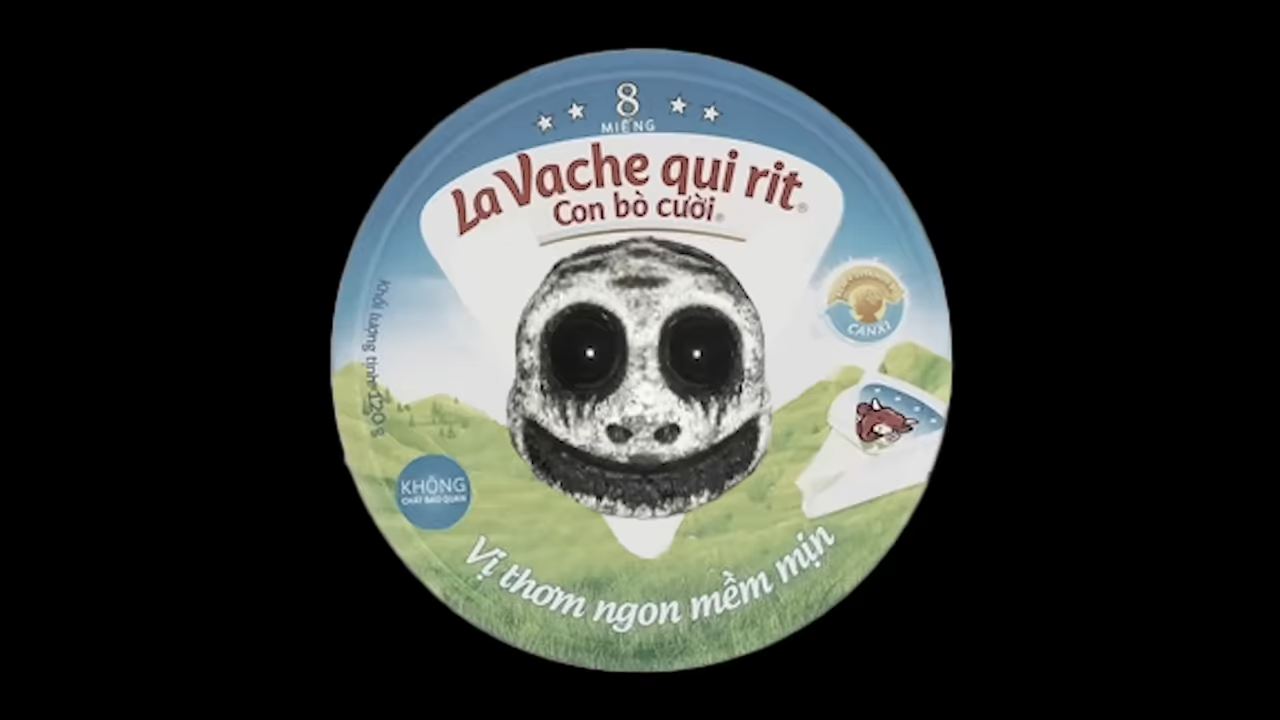 8
MIẾNG
La Vache qui rit®
Con bò cười®
CANXI
Khối lượng tịnh: 120 g
KHÔNG
CHẤT BẢO QUẢN
Vị thơm ngon mềm mịn